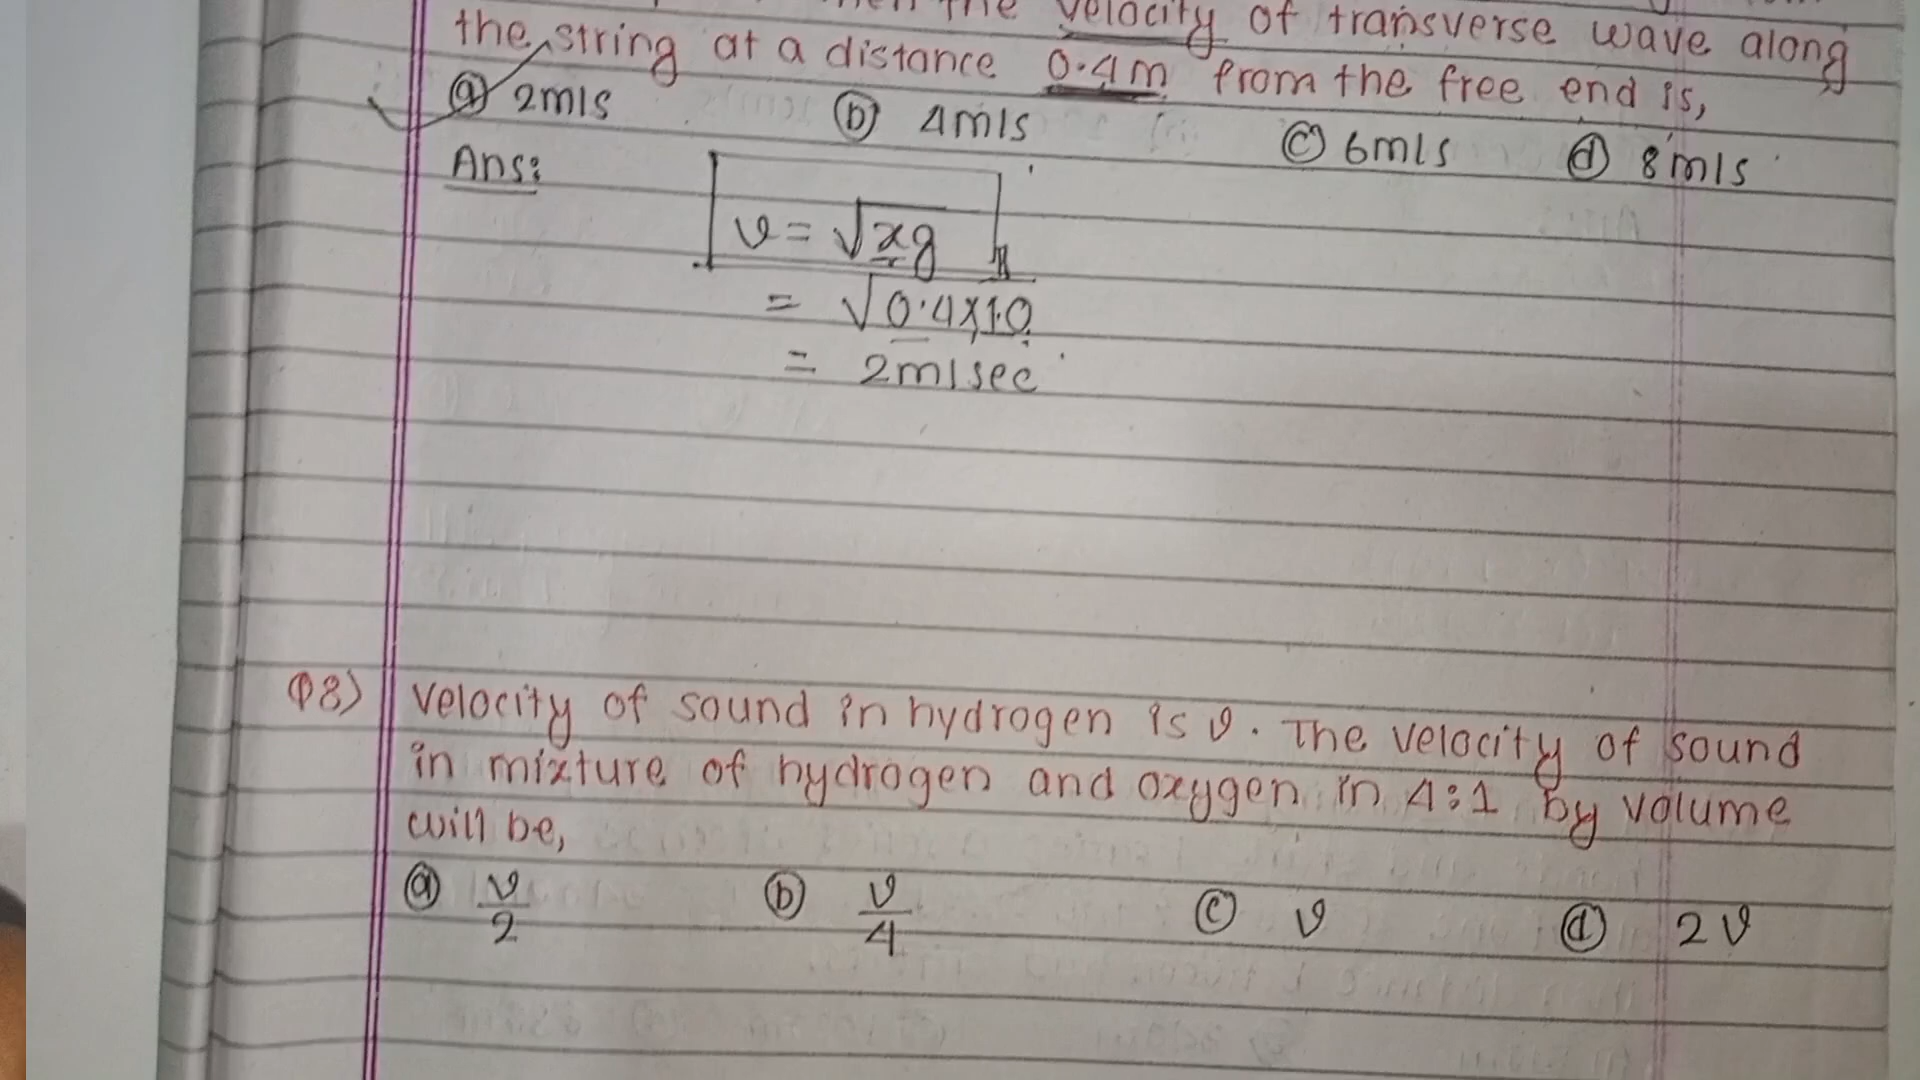 the velocity of transverse wave along
the string at a distance 0.4m from the free end is,
ⓐ 2m/s ⓑ 4m/s ⓒ 6m/s ⓓ 8m/s
Ans:
v = √xg
= √0.4×10
= 2m/sec
Q8) Velocity of sound in hydrogen is v. The velocity of sound
in mixture of hydrogen and oxygen in 4:1 by volume
will be,
ⓐ v/2 ⓑ v/4 ⓒ v ⓓ 2v